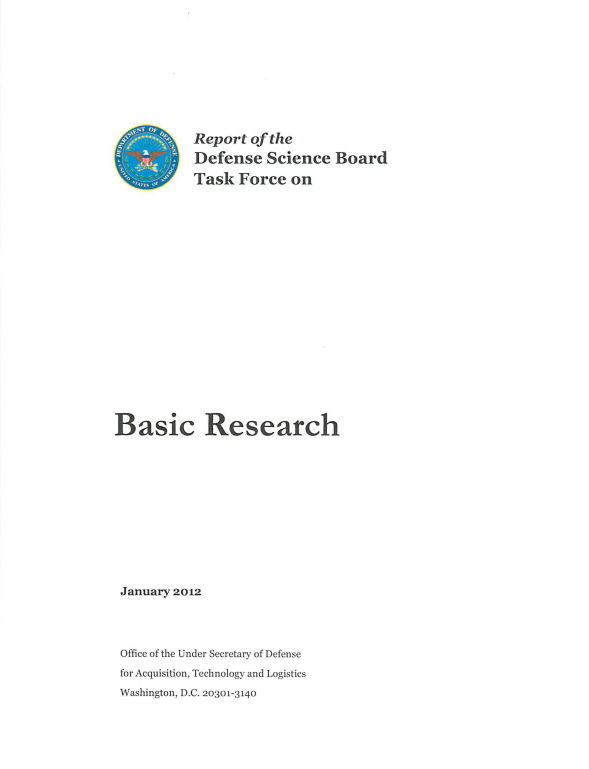 DEPARTMENT OF DEFENSE
UNITED STATES OF AMERICA
Report of the
Defense Science Board
Task Force on
Basic Research
January 2012
Office of the Under Secretary of Defense
for Acquisition, Technology and Logistics
Washington, D.C. 20301-3140